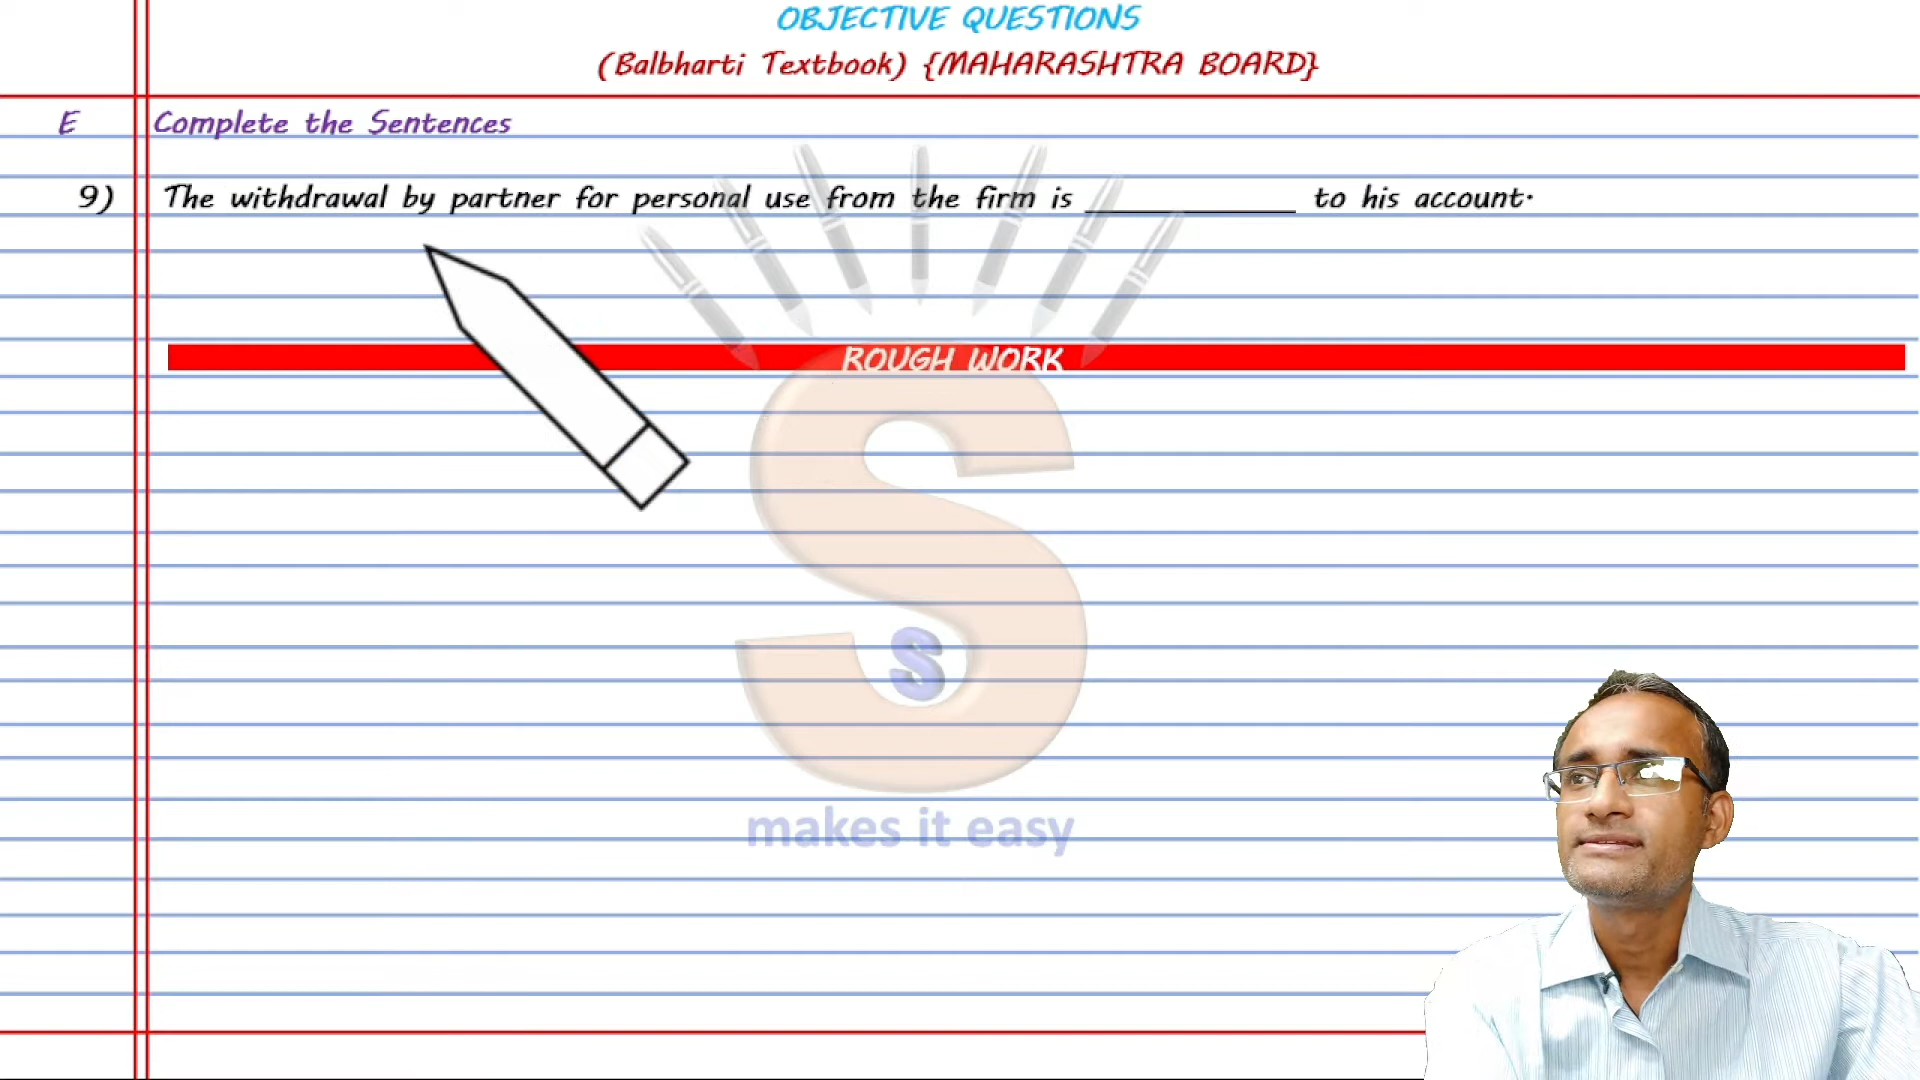 OBJECTIVE QUESTIONS
(Balbharti Textbook) {MAHARASHTRA BOARD}
E Complete the Sentences
9) The withdrawal by partner for personal use from the firm is ______________ to his account.
ROUGH WORK
S
S
makes it easy